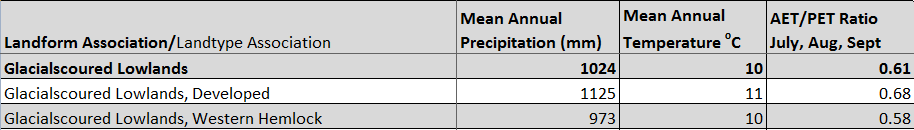 Landform Association/Landtype Association Mean Annual Precipitation (mm) Mean Annual Temperature °C AET/PET Ratio July, Aug, Sept
Glacialscoured Lowlands 1024 10 0.61
Glacialscoured Lowlands, Developed 1125 11 0.68
Glacialscoured Lowlands, Western Hemlock 973 10 0.58